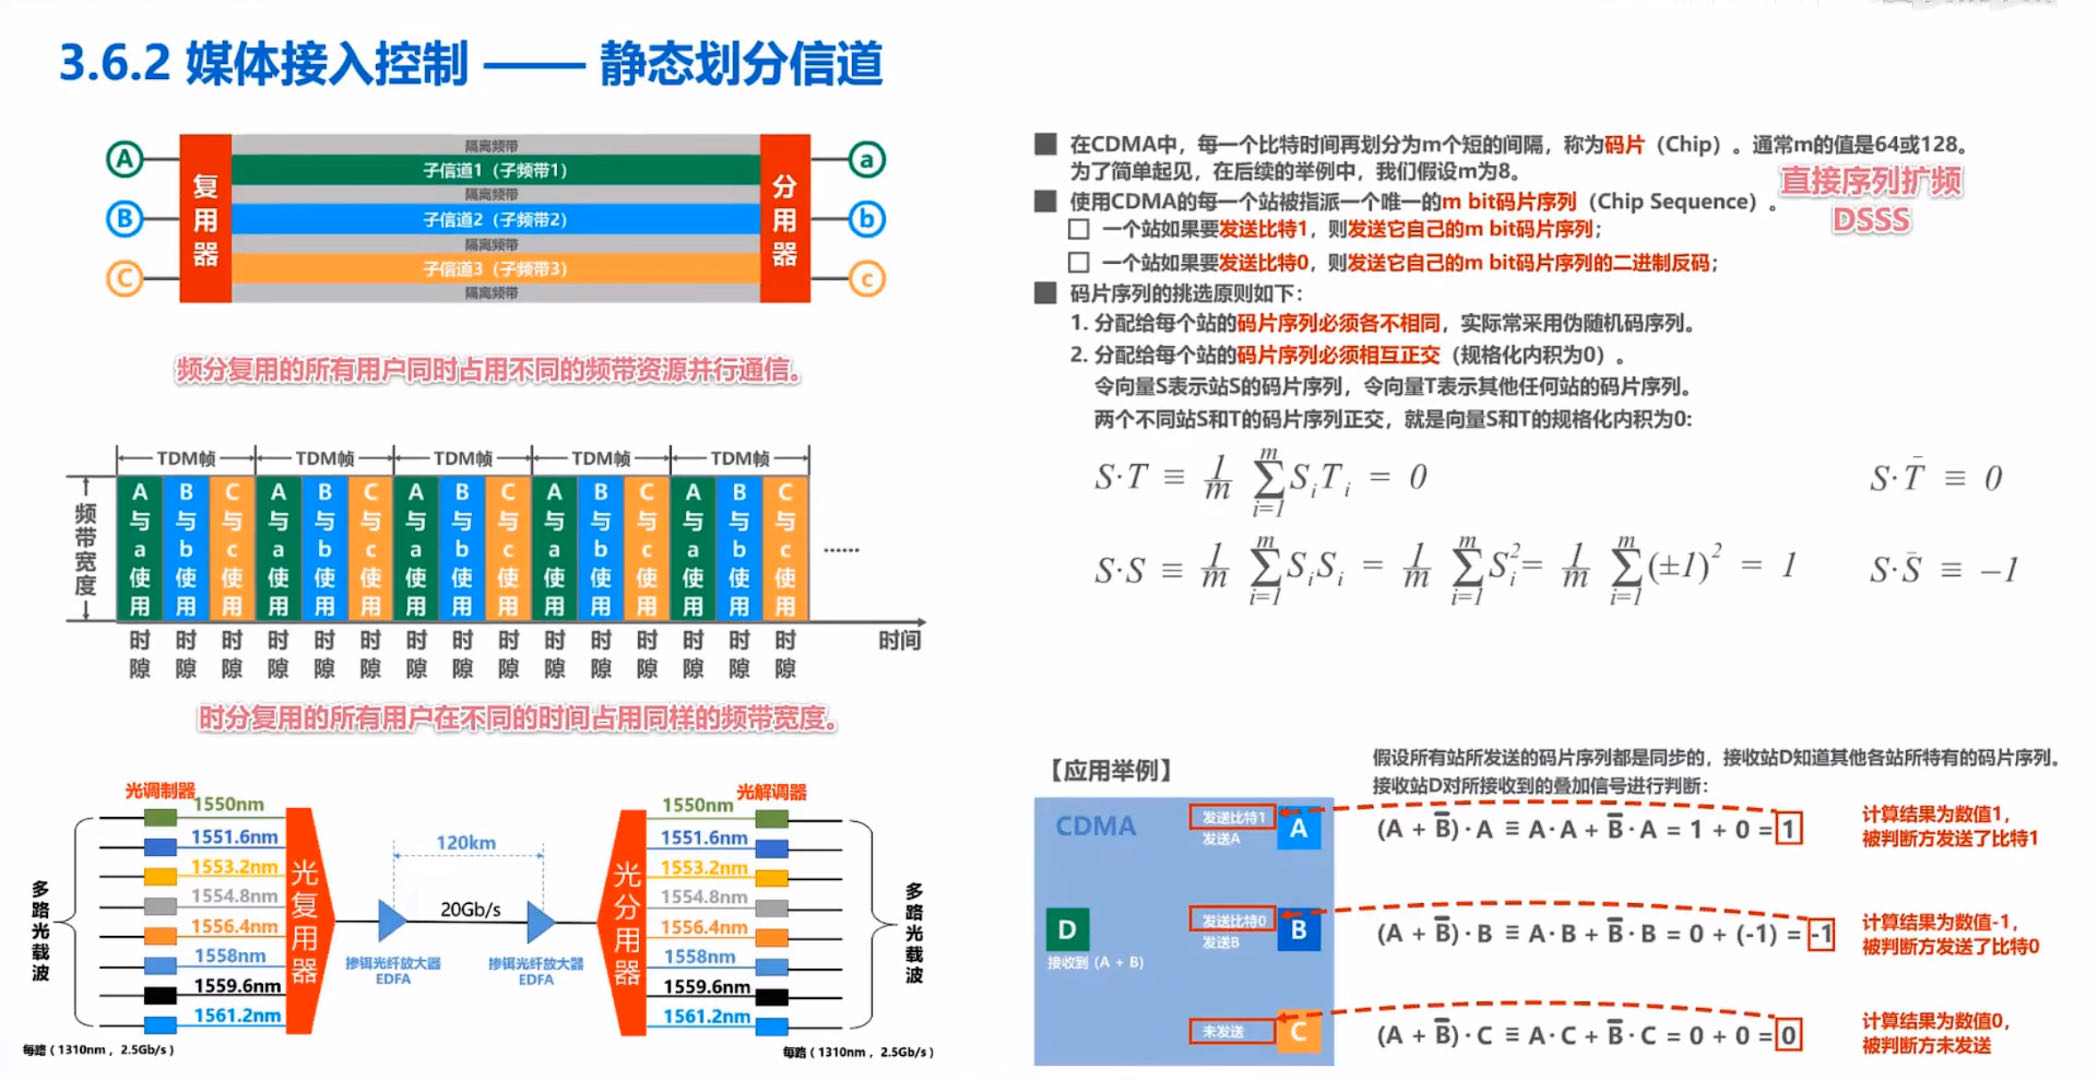 3.6.2 媒体接入控制 —— 静态划分信道
A
B
C
复用器
隔离频带
子信道1（子频带1）
隔离频带
子信道2（子频带2）
隔离频带
子信道3（子频带3）
隔离频带
分用器
a
b
c
频分复用的所有用户同时占用不同的频带资源并行通信。
TDM帧 TDM帧 TDM帧 TDM帧 TDM帧
频带宽度
A与a使用 B与b使用 C与c使用 A与a使用 B与b使用 C与c使用 A与a使用 B与b使用 C与c使用 A与a使用 B与b使用 C与c使用 A与a使用 B与b使用 C与c使用 ......
时隙 时隙 时隙 时隙 时隙 时隙 时隙 时隙 时隙 时隙 时隙 时隙 时隙 时隙 时隙 时间
时分复用的所有用户在不同的时间占用同样的频带宽度。
光调制器
多路光载波
1550nm
1551.6nm
1553.2nm
1554.8nm
1556.4nm
1558nm
1559.6nm
1561.2nm
每路（1310nm，2.5Gb/s）
光复用器
120km
20Gb/s
掺铒光纤放大器
EDFA
掺铒光纤放大器
EDFA
光分用器
光解调器
1550nm
1551.6nm
1553.2nm
1554.8nm
1556.4nm
1558nm
1559.6nm
1561.2nm
多路光载波
每路（1310nm，2.5Gb/s）
在CDMA中，每一个比特时间再划分为m个短的间隔，称为码片（Chip）。通常m的值是64或128。
为了简单起见，在后续的举例中，我们假设m为8。
直接序列扩频
DSSS
使用CDMA的每一个站被指派一个唯一的m bit码片序列（Chip Sequence）。
一个站如果要发送比特1，则发送它自己的m bit码片序列；
一个站如果要发送比特0，则发送它自己的m bit码片序列的二进制反码；
码片序列的挑选原则如下：
1. 分配给每个站的码片序列必须各不相同，实际常采用伪随机码序列。
2. 分配给每个站的码片序列必须相互正交（规格化内积为0）。
令向量S表示站S的码片序列，令向量T表示其他任何站的码片序列。
两个不同站S和T的码片序列正交，就是向量S和T的规格化内积为0:
S·T ≡ 1/m ∑_{i=1}^{m} S_i T_i = 0
S·T̄ ≡ 0
S·S ≡ 1/m ∑_{i=1}^{m} S_i S_i = 1/m ∑_{i=1}^{m} S_i² = 1/m ∑_{i=1}^{m} (±1)² = 1
S·S̄ ≡ −1
【应用举例】
假设所有站所发送的码片序列都是同步的，接收站D知道其他各站所特有的码片序列。
接收站D对所接收到的叠加信号进行判断：
CDMA
D
接收到 (A + B)
发送比特1
发送A
A
(A + B̄)·A ≡ A·A + B̄·A = 1 + 0 = 1
计算结果为数值1，
被判断方发送了比特1
发送比特0
发送B
B
(A + B̄)·B ≡ A·B + B̄·B = 0 + (-1) = -1
计算结果为数值-1，
被判断方发送了比特0
未发送
C
(A + B̄)·C ≡ A·C + B̄·C = 0 + 0 = 0
计算结果为数值0，
被判断方未发送